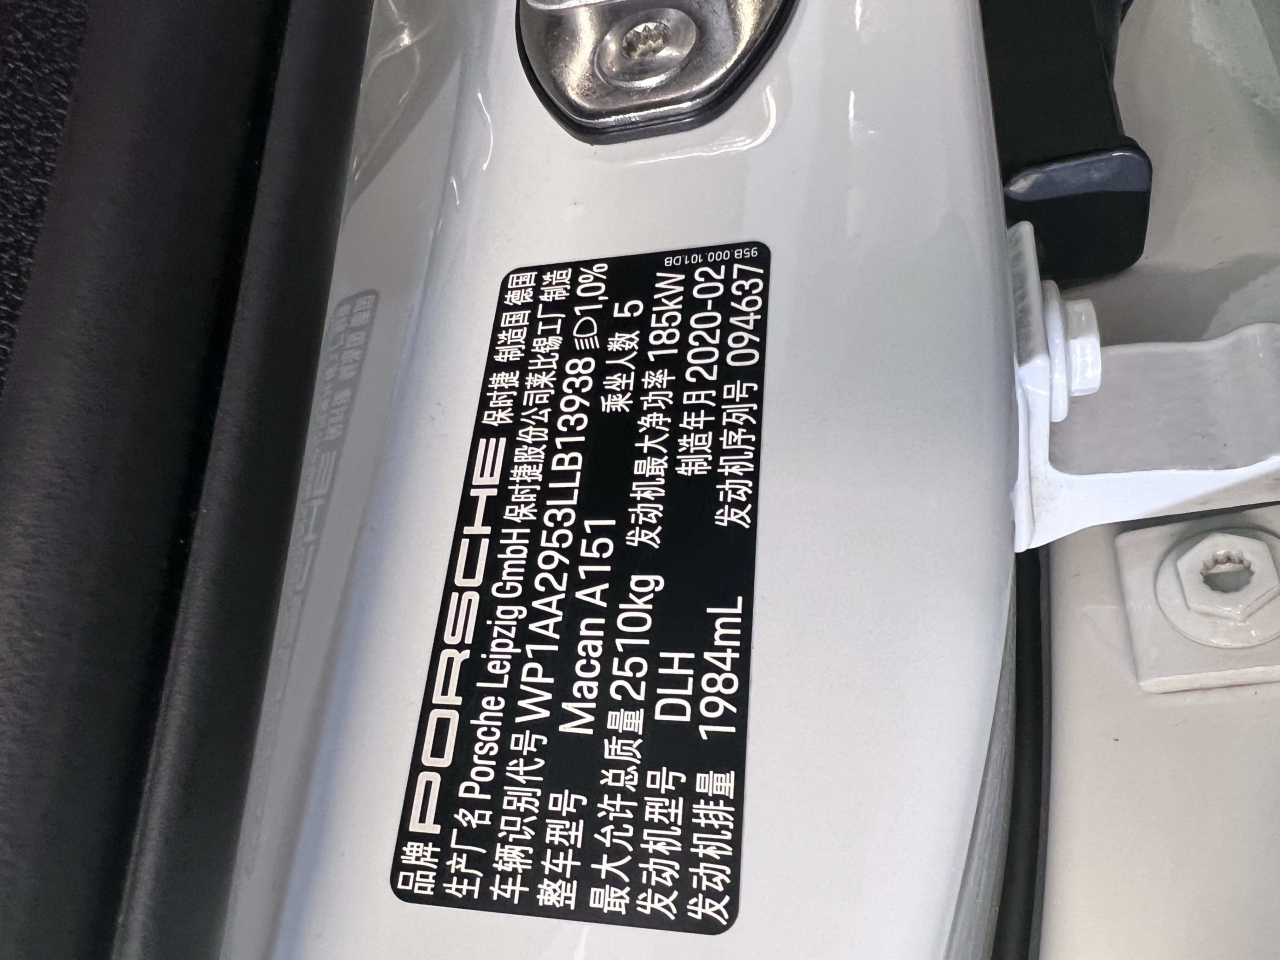 95B.000.101.DB
品牌 PORSCHE 保时捷 制造国 德国
生产厂名 Porsche Leipzig GmbH 保时捷股份公司莱比锡工厂制造
车辆识别代号 WP1AA2953LLB13938 1,0%
整车型号 Macan A151 乘坐人数 5
最大允许总质量 2510kg 发动机最大净功率 185kW
发动机型号 DLH 制造年月 2020-02
发动机排量 1984mL 发动机序列号 094637